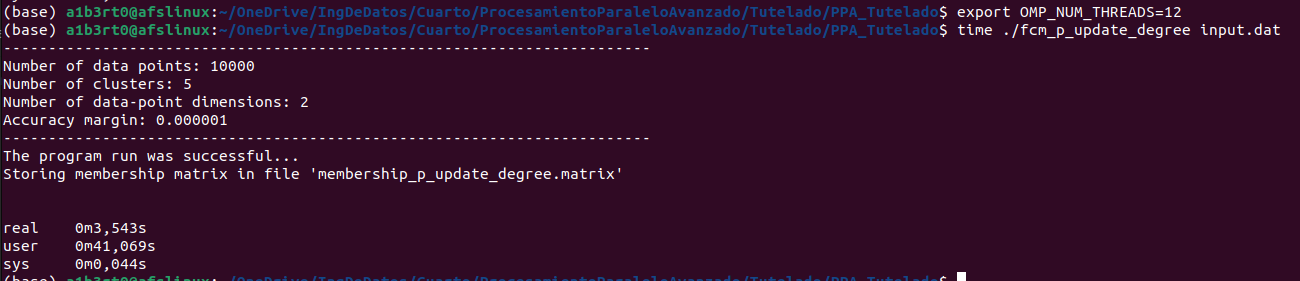 (base) a1b3rt0@afslinux:~/OneDrive/IngDeDatos/Cuarto/ProcesamientoParaleloAvanzado/Tutelado/PPA_Tutelado$ export OMP_NUM_THREADS=12
(base) a1b3rt0@afslinux:~/OneDrive/IngDeDatos/Cuarto/ProcesamientoParaleloAvanzado/Tutelado/PPA_Tutelado$ time ./fcm_p_update_degree input.dat
------------------------------------------------------------------------
Number of data points: 10000
Number of clusters: 5
Number of data-point dimensions: 2
Accuracy margin: 0.000001
------------------------------------------------------------------------
The program run was successful...
Storing membership matrix in file 'membership_p_update_degree.matrix'
real 0m3,543s
user 0m41,069s
sys 0m0,044s
(base) a1b3rt0@afslinux:~/OneDrive/IngDeDatos/Cuarto/ProcesamientoParaleloAvanzado/Tutelado/PPA_Tutelado$